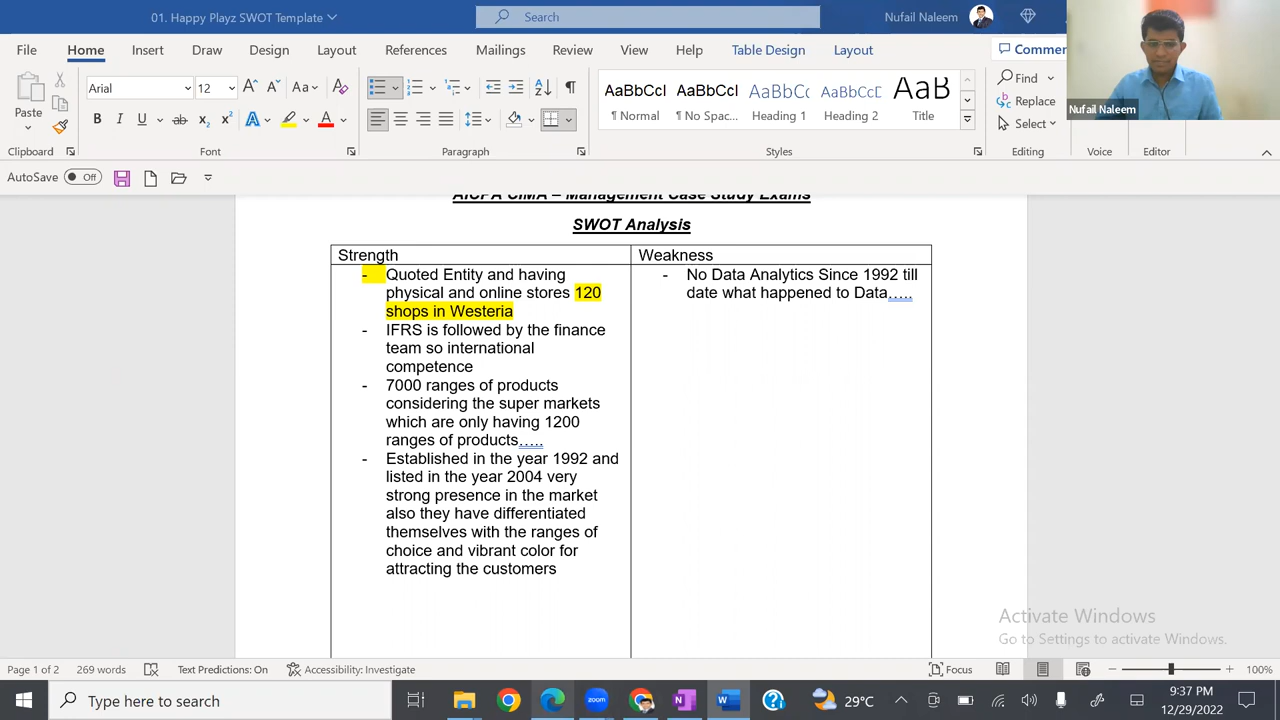 01. Happy Playz SWOT Template
Search
Nufail Naleem
File Home Insert Draw Design Layout References Mailings Review View Help Table Design Layout
Paste
Clipboard
Arial
12
Aa
B I U ab x₂ x² A A
Font
Paragraph
AaBbCcI AaBbCcI AaBbCc AaBbCcD AaB
¶ Normal ¶ No Spac... Heading 1 Heading 2 Title
Styles
Find
Replace
Select
Editing
Voice
Editor
Nufail Naleem
AutoSave Off
AICPA CIMA – Management Case Study Exams
SWOT Analysis
Strength
- Quoted Entity and having
physical and online stores 120
shops in Westeria
- IFRS is followed by the finance
team so international
competence
- 7000 ranges of products
considering the super markets
which are only having 1200
ranges of products…..
- Established in the year 1992 and
listed in the year 2004 very
strong presence in the market
also they have differentiated
themselves with the ranges of
choice and vibrant color for
attracting the customers
Weakness
- No Data Analytics Since 1992 till
date what happened to Data…..
Activate Windows
Go to Settings to activate Windows.
Page 1 of 2 269 words Text Predictions: On Accessibility: Investigate
Focus
100%
Type here to search
zoom
29°C
9:37 PM
12/29/2022